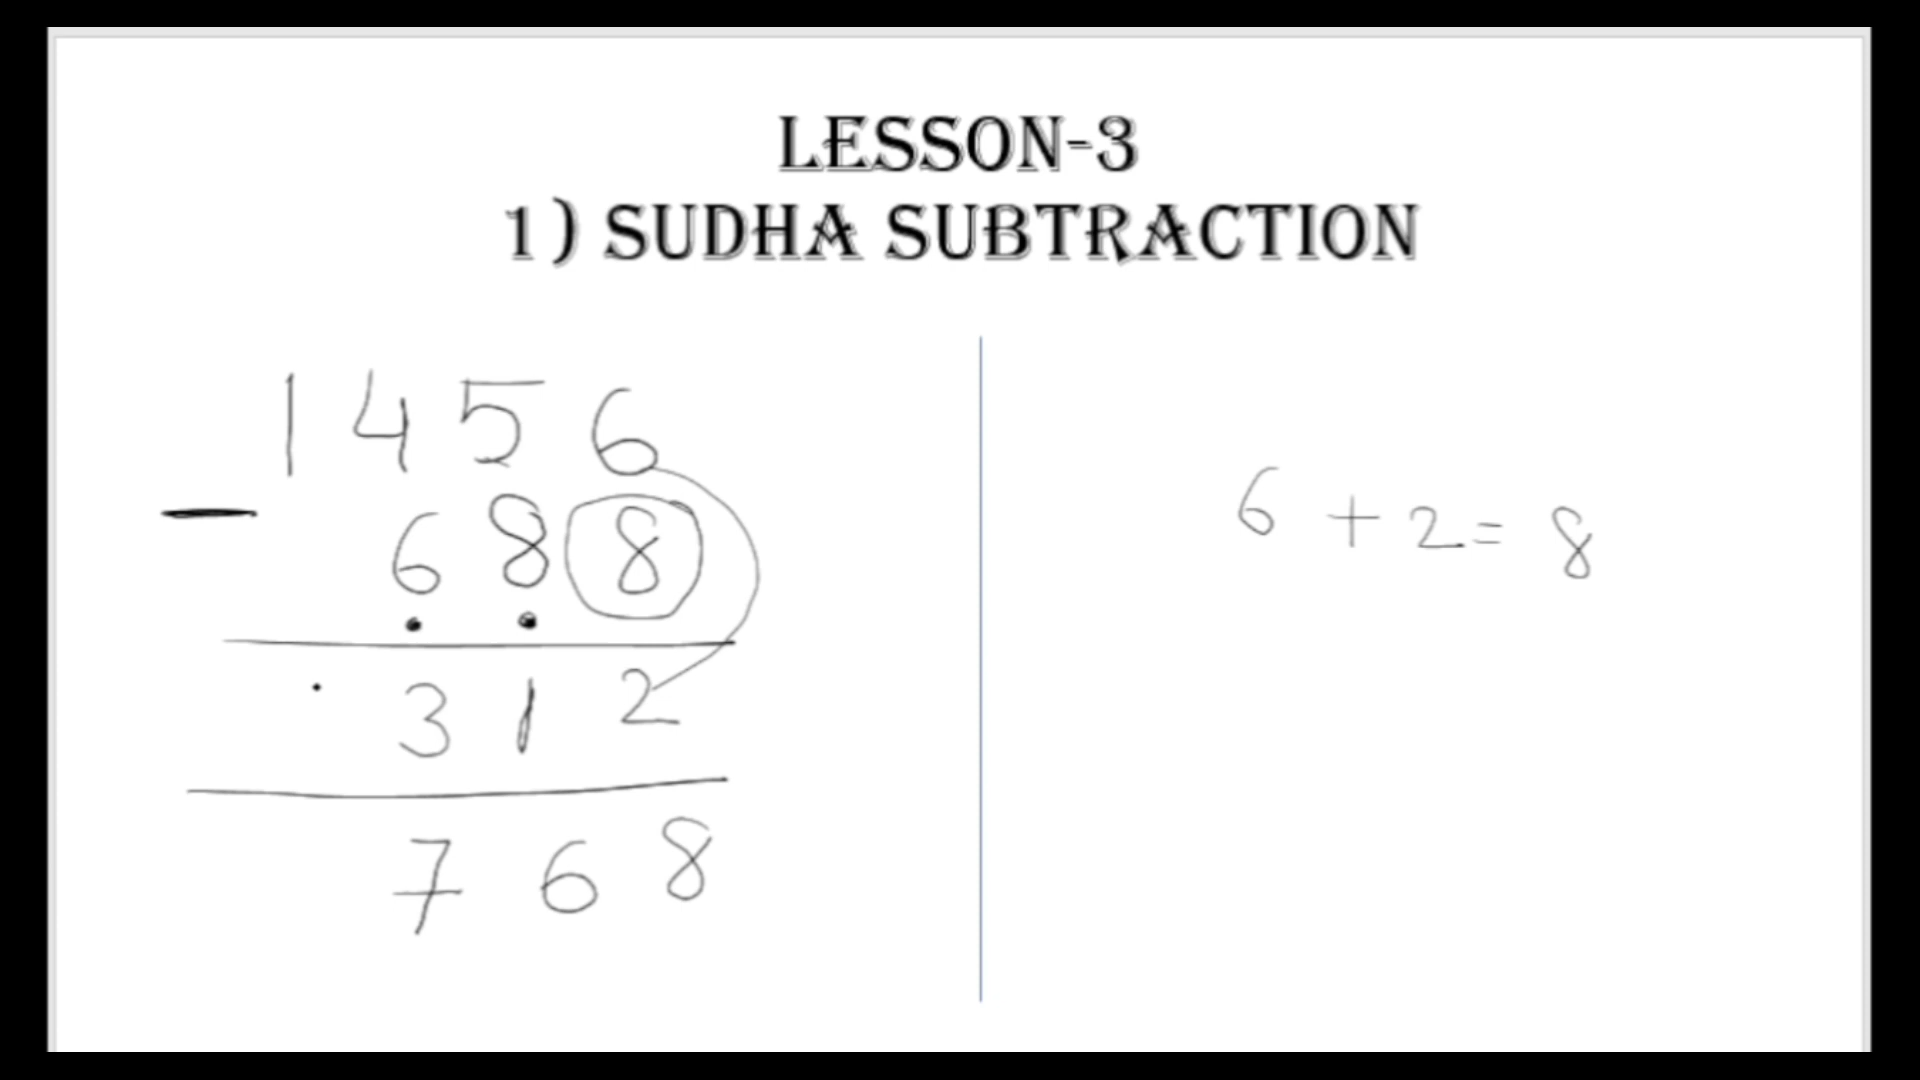 LESSON-3
1) SUDHA SUBTRACTION
1456
- 688
. .
. 312
768
6 + 2 = 8